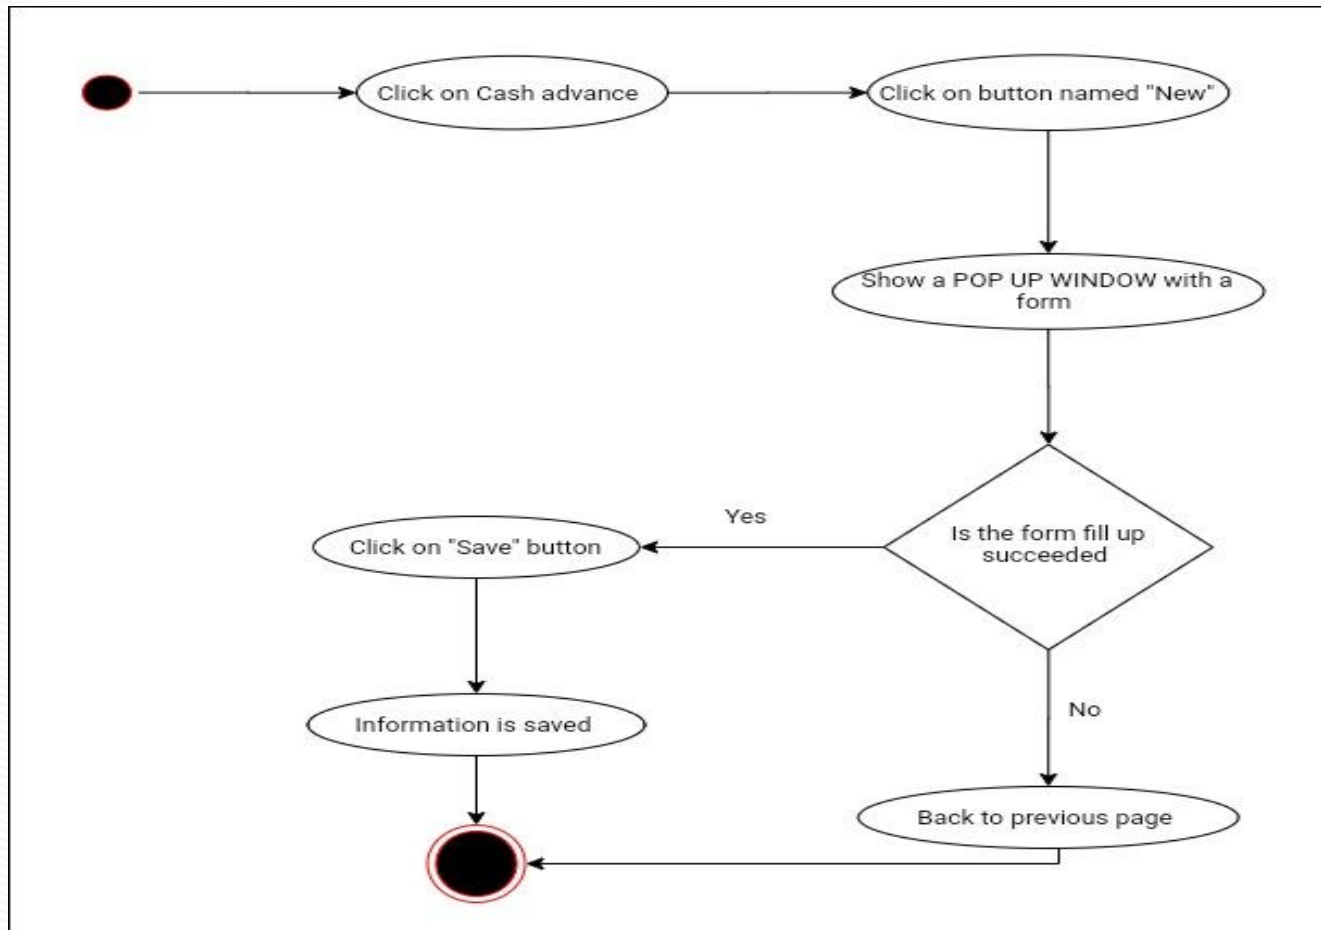 Click on Cash advance
Click on button named "New"
Show a POP UP WINDOW with a
form
Is the form fill up
succeeded
Yes
Click on "Save" button
Information is saved
No
Back to previous page